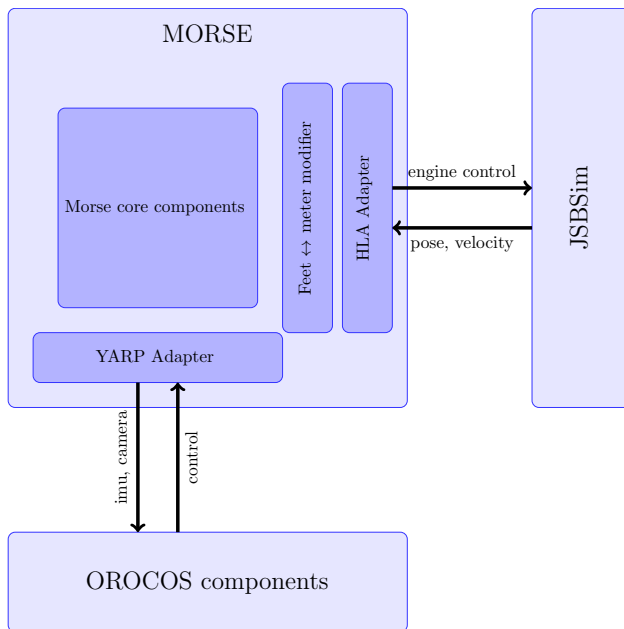 MORSE
Morse core components
Feet ↔ meter modifier
HLA Adapter
engine control
pose, velocity
JSBSim
YARP Adapter
imu, camera
control
OROCOS components